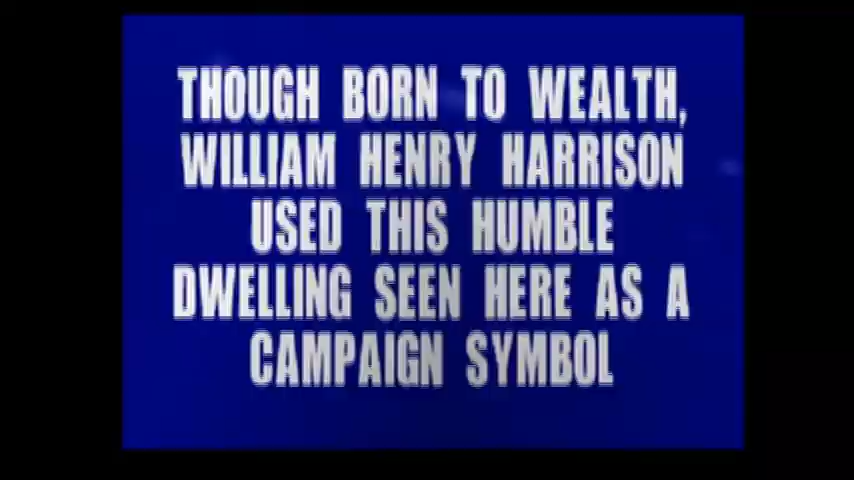 THOUGH BORN TO WEALTH,
WILLIAM HENRY HARRISON
USED THIS HUMBLE
DWELLING SEEN HERE AS A
CAMPAIGN SYMBOL